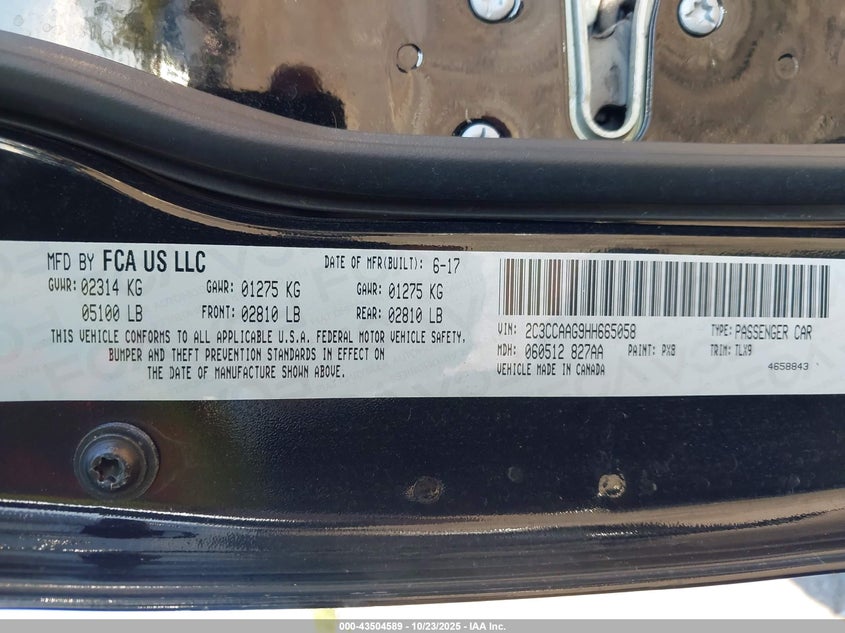 MFD BY FCA US LLC DATE OF MFR(BUILT): 6-17
GVWR: 02314 KG GAWR: 01275 KG GAWR: 01275 KG
05100 LB FRONT: 02810 LB REAR: 02810 LB
THIS VEHICLE CONFORMS TO ALL APPLICABLE U.S.A. FEDERAL MOTOR VEHICLE SAFETY,
BUMPER AND THEFT PREVENTION STANDARDS IN EFFECT ON
THE DATE OF MANUFACTURE SHOWN ABOVE.
VIN: 2C3CCAAG9HH665058 TYPE: PASSENGER CAR
MDH: 060512 827AA PAINT: PX8 TRIM: TLX9
VEHICLE MADE IN CANADA 4658843
000-43504589 - 10/23/2025 - IAA Inc.